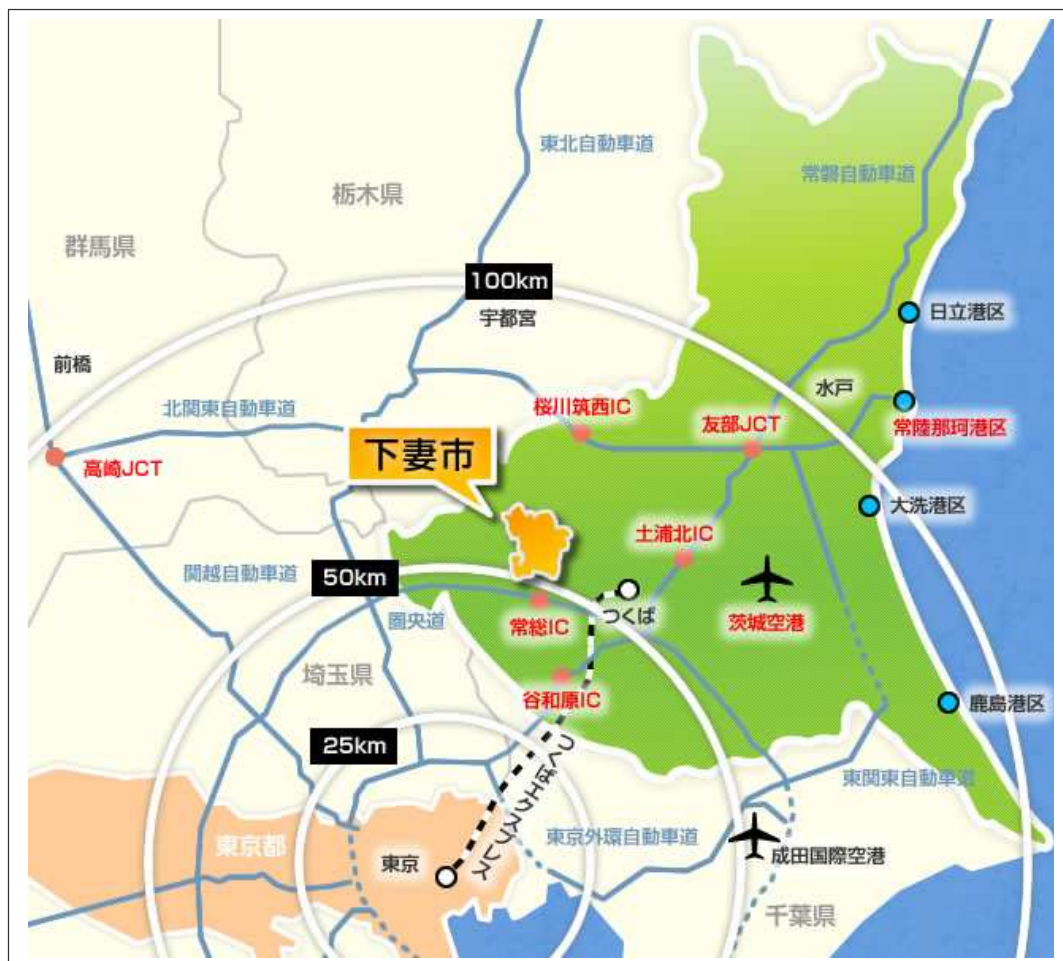 東北自動車道
常磐自動車道
栃木県
群馬県
100km
宇都宮
日立港区
前橋
水戸
北関東自動車道
桜川筑西IC
友部JCT
常陸那珂港区
高崎JCT
下妻市
大洗港区
土浦北IC
関越自動車道
50km
つくば
圏央道
常総IC
茨城空港
埼玉県
谷和原IC
鹿島港区
25km
つくばエクスプレス
東関東自動車道
東京都
東京
東京外環自動車道
成田国際空港
千葉県